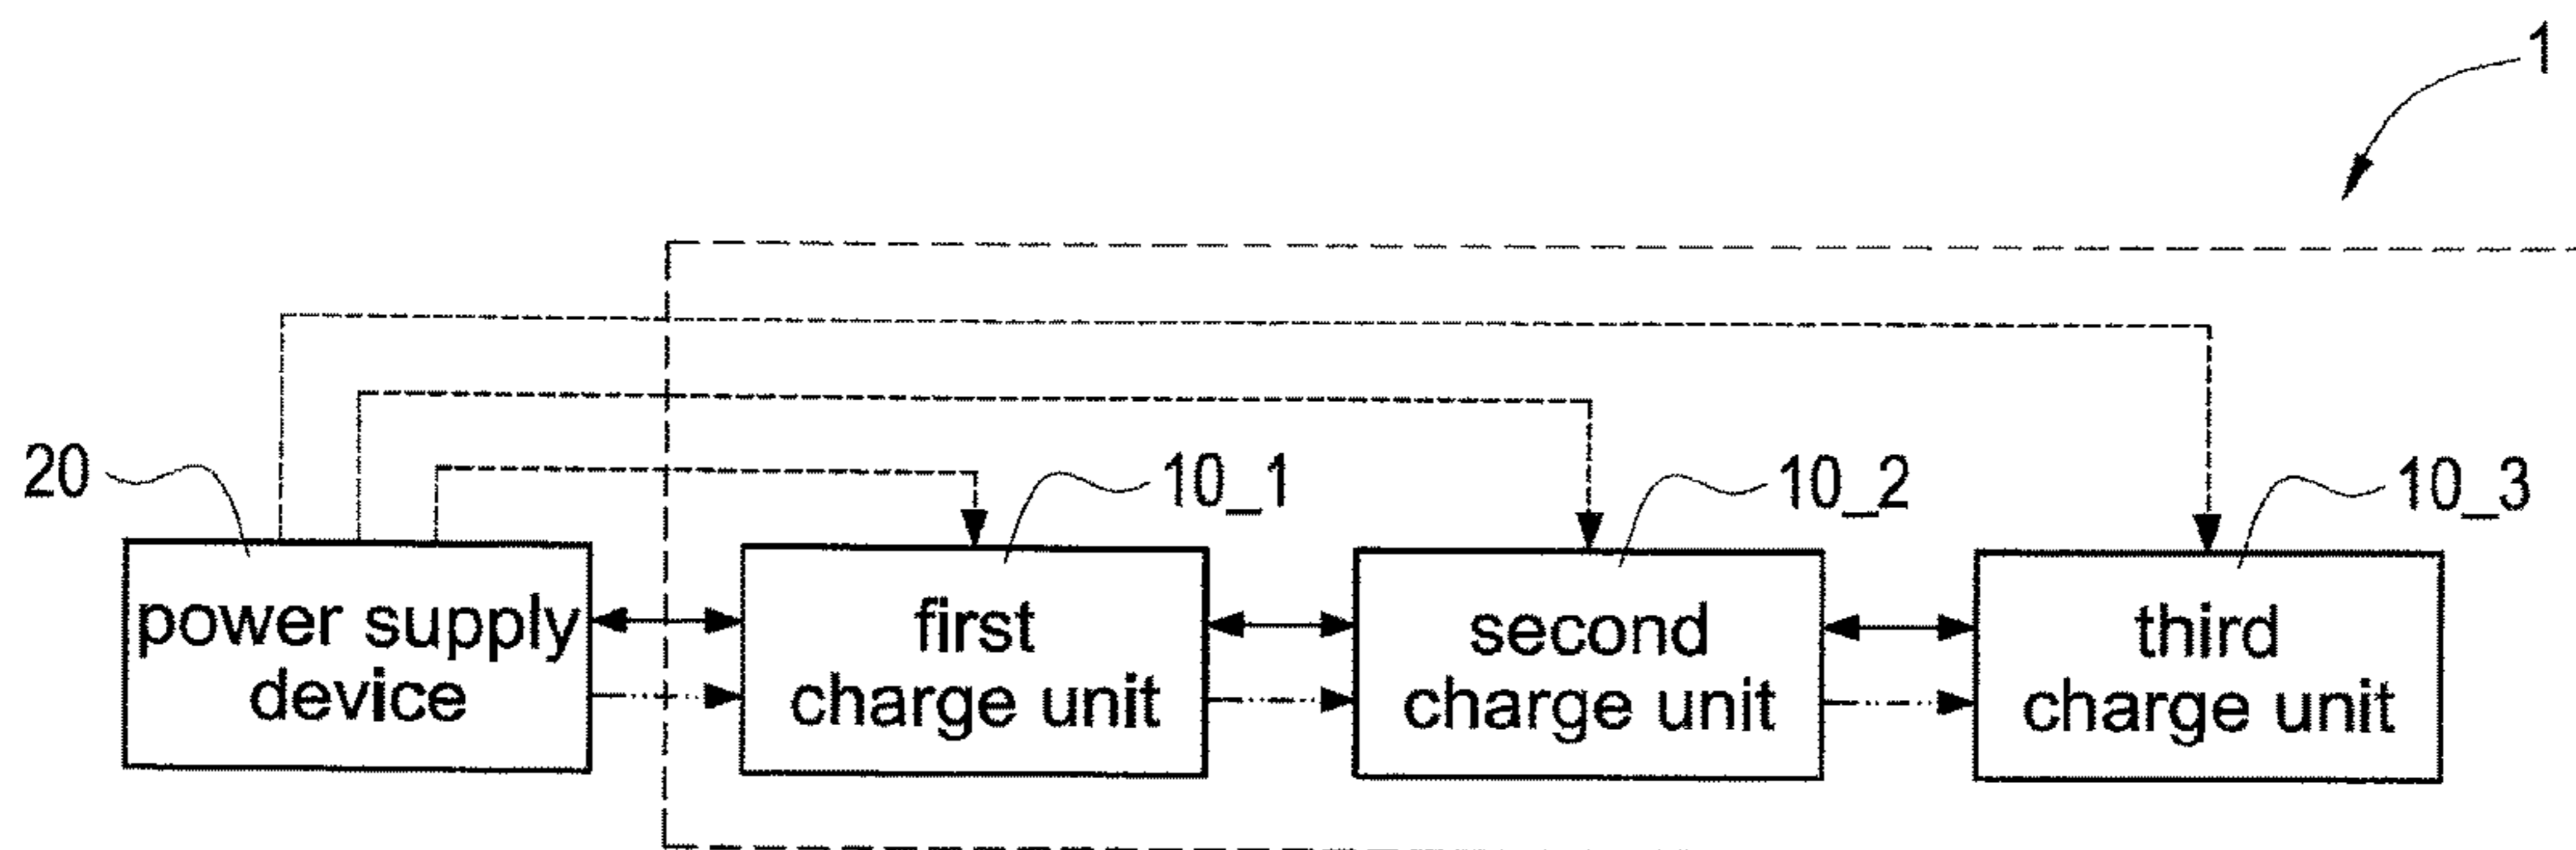 1
20
10_1
10_2
10_3
power supply
device
first
charge unit
second
charge unit
third
charge unit